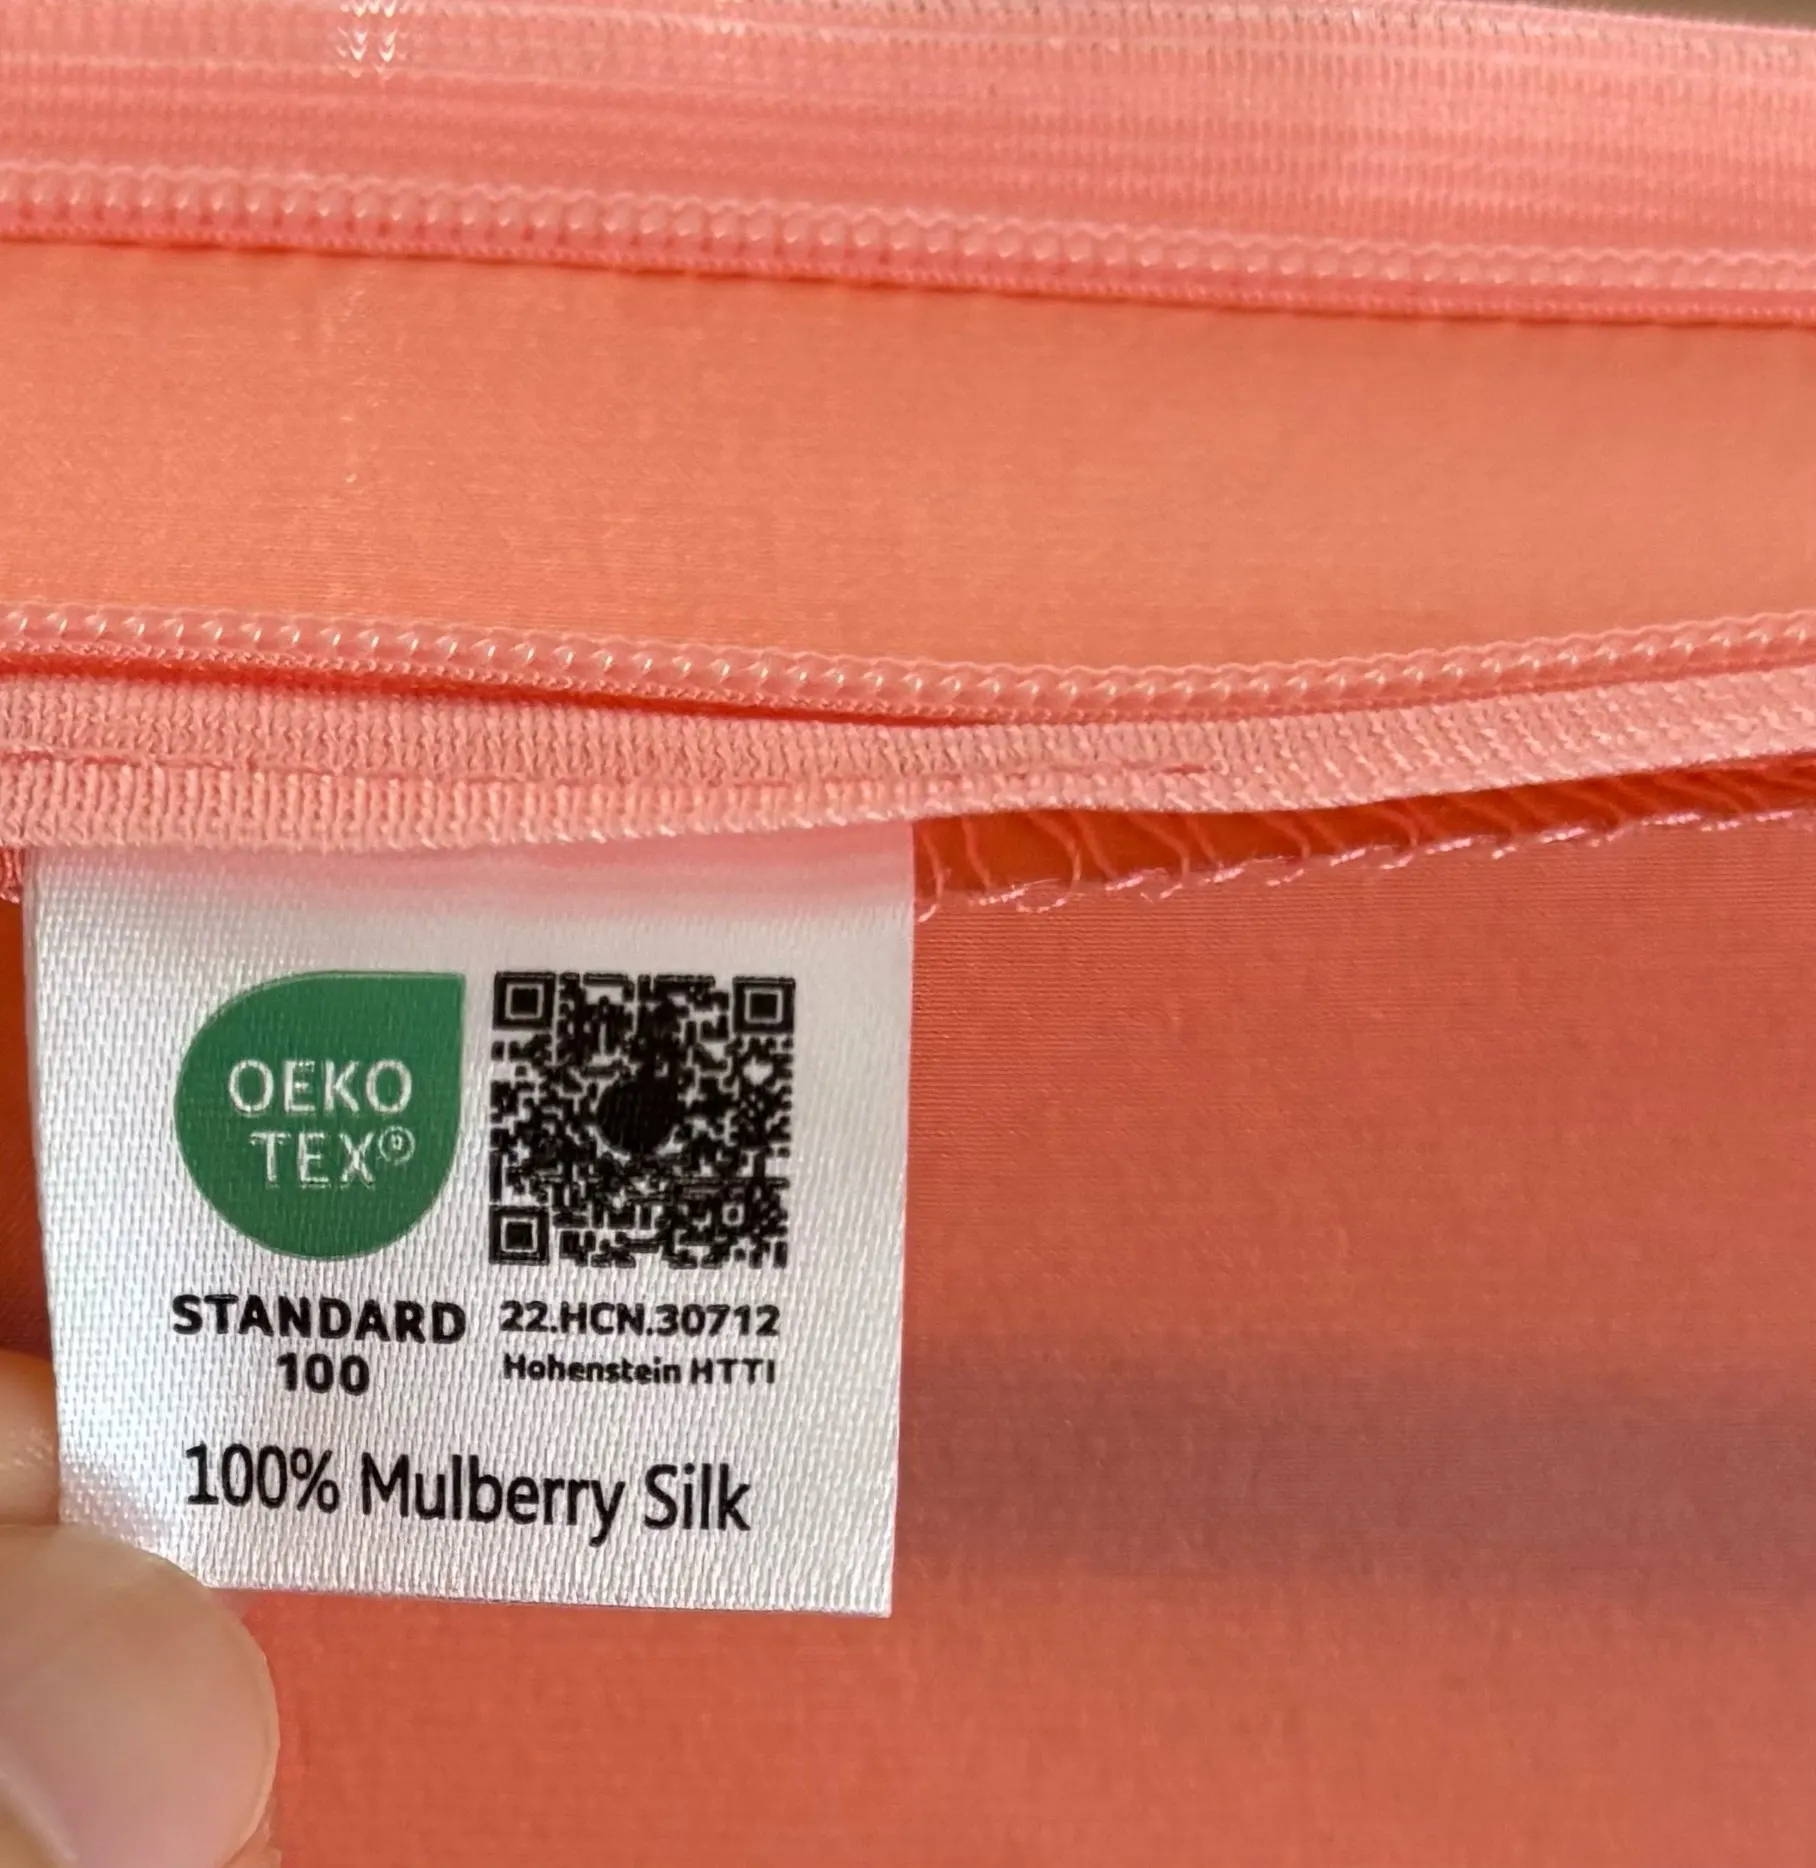 OEKO
TEX®
STANDARD
100
22.HCN.30712
Hohenstein HTTI
100% Mulberry Silk